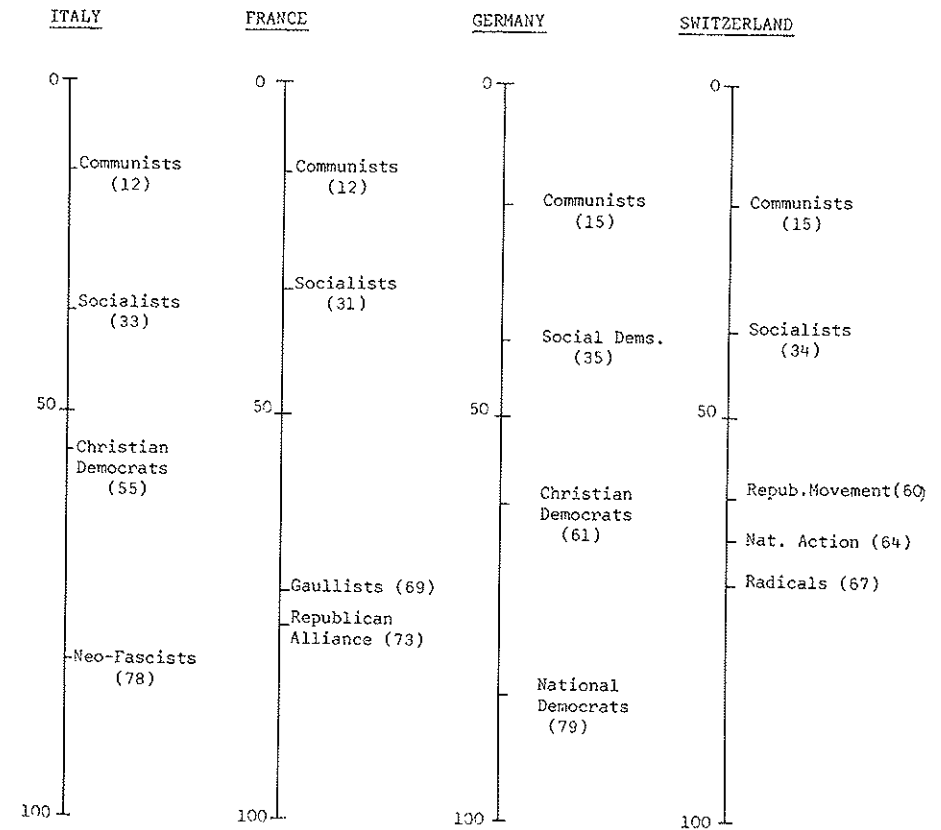 ITALY
0
Communists
(12)
Socialists
(33)
50
Christian
Democrats
(55)
Neo-Fascists
(78)
100
FRANCE
0
Communists
(12)
Socialists
(31)
50
Gaullists (69)
Republican
Alliance (73)
100
GERMANY
0
Communists
(15)
Social Dems.
(35)
50
Christian
Democrats
(61)
National
Democrats
(79)
100
SWITZERLAND
0
Communists
(15)
Socialists
(34)
50
Repub.Movement(60)
Nat. Action (64)
Radicals (67)
100